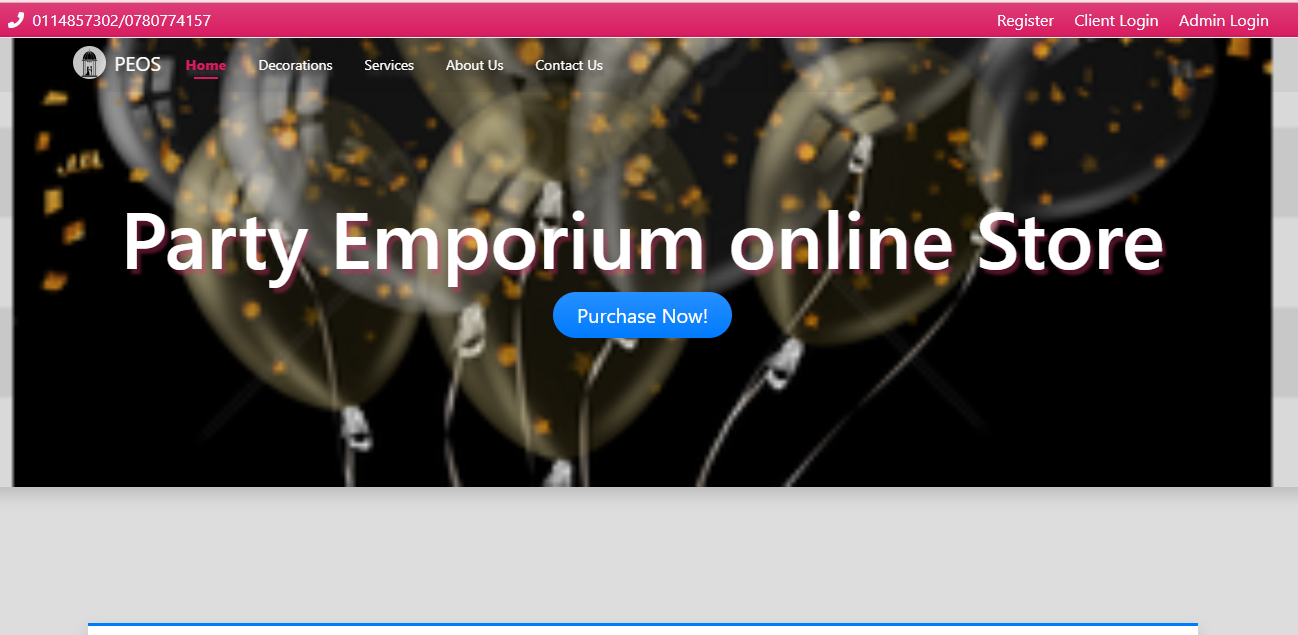 0114857302/0780774157
Register Client Login Admin Login
PEOS Home Decorations Services About Us Contact Us
Party Emporium online Store
Purchase Now!